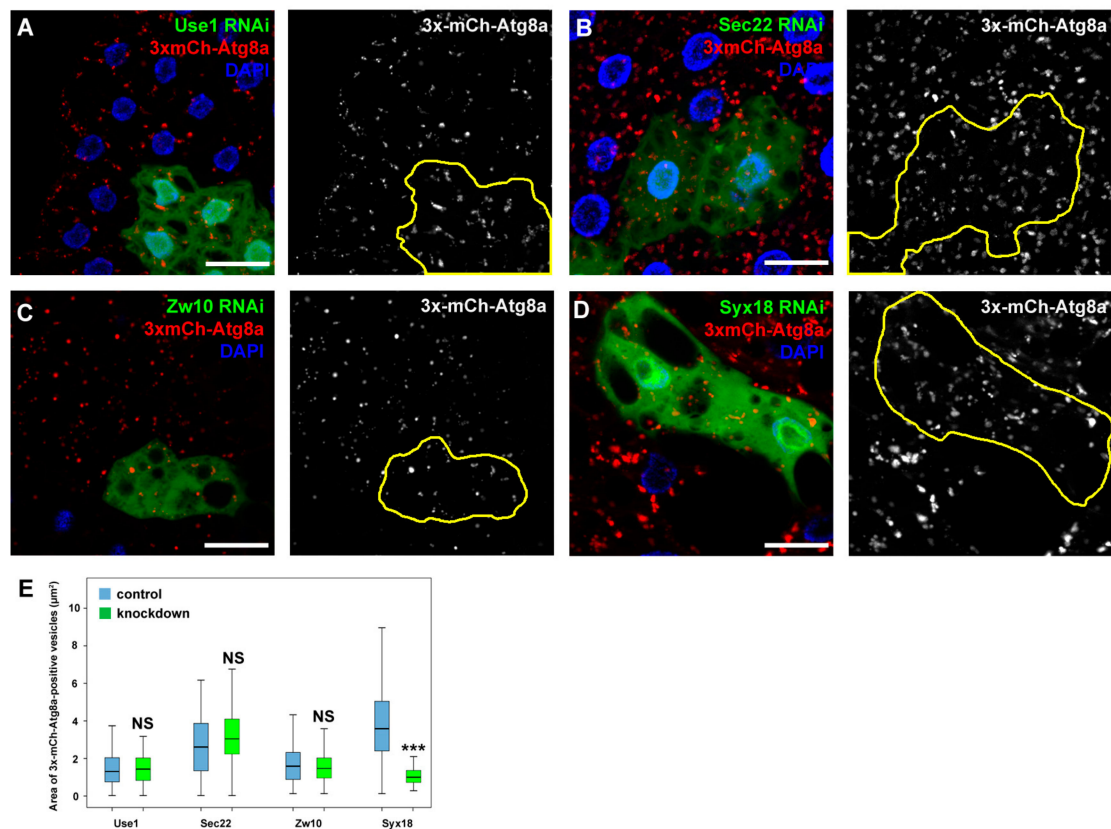 A
Use1 RNAi
3xmCh-Atg8a
DAPI
3x-mCh-Atg8a
B
Sec22 RNAi
3xmCh-Atg8a
DAPI
3x-mCh-Atg8a
C
Zw10 RNAi
3xmCh-Atg8a
DAPI
3x-mCh-Atg8a
D
Syx18 RNAi
3xmCh-Atg8a
DAPI
3x-mCh-Atg8a
E
Area of 3x-mCh-Atg8a-positive vesicles (µm²)
control
knockdown
10
8
6
4
2
0
NS
NS
NS
***
Use1
Sec22
Zw10
Syx18